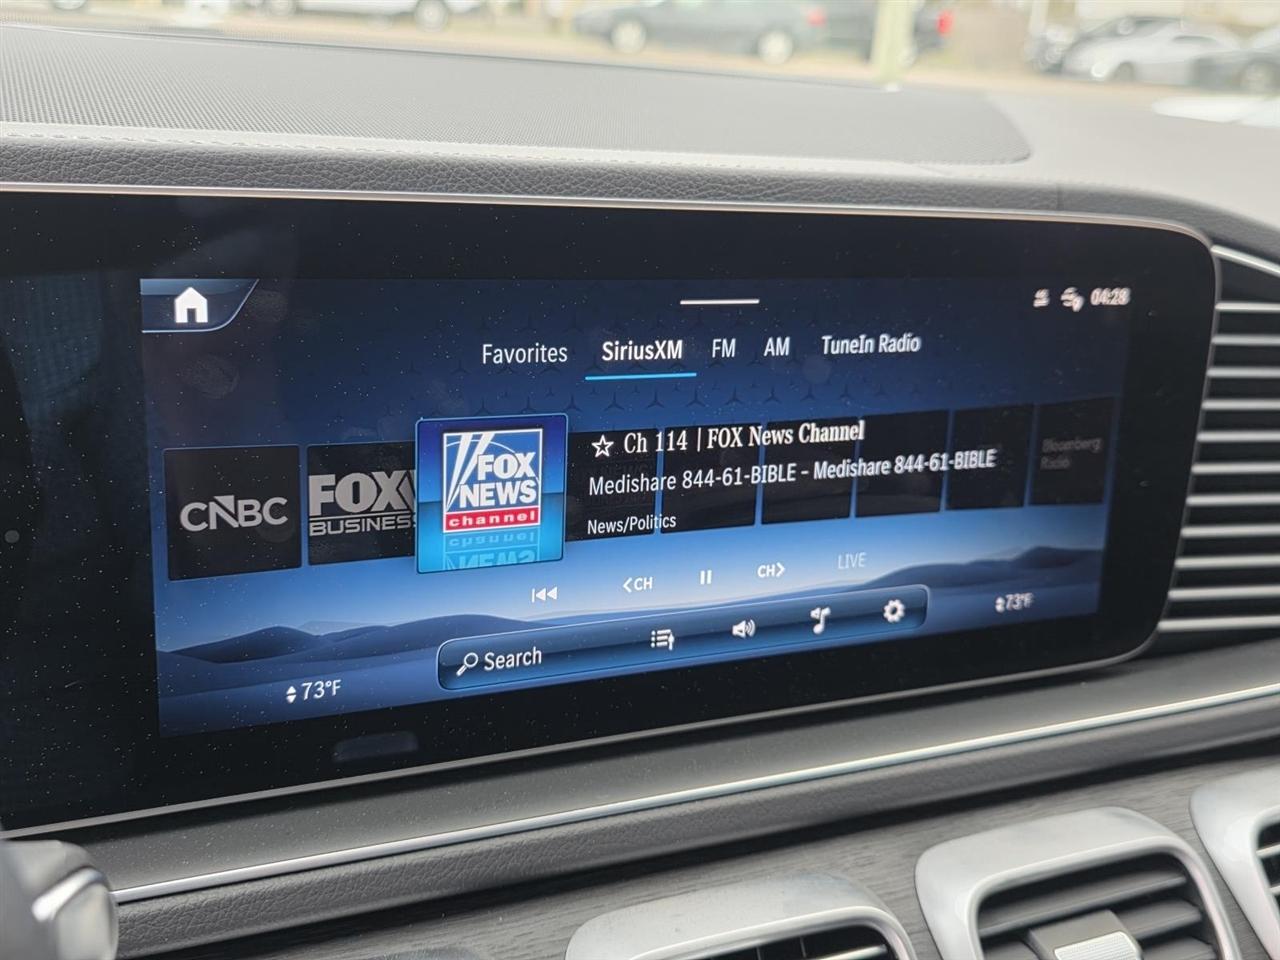 04:28
Favorites SiriusXM FM AM TuneIn Radio
CNBC
FOX
BUSINESS
FOX
NEWS
channel
☆ Ch 114 | FOX News Channel
Medishare 844-61-BIBLE - Medishare 844-61-BIBLE
News/Politics
Bloomberg
Radio
<CH
CH>
LIVE
Search
73°F
73°F